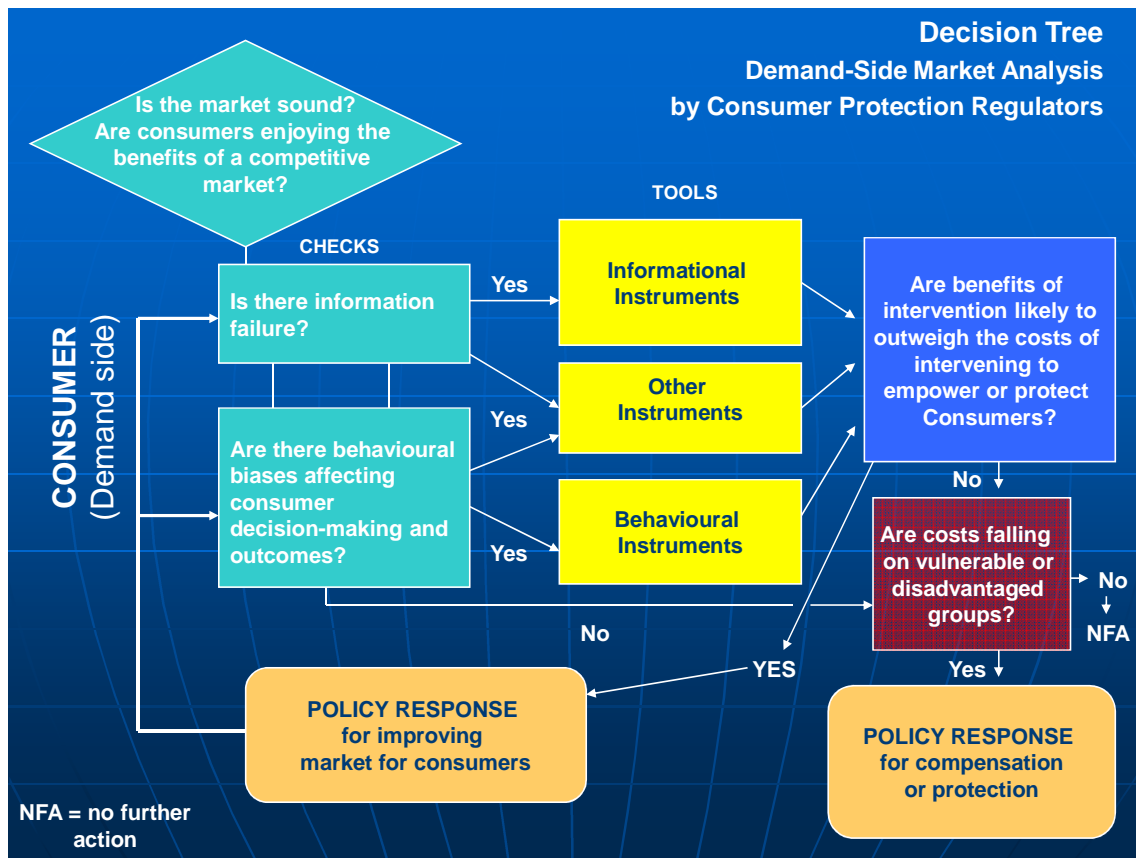 Decision Tree
Demand-Side Market Analysis
by Consumer Protection Regulators
Is the market sound?
Are consumers enjoying the
benefits of a competitive
market?
TOOLS
CHECKS
CONSUMER
(Demand side)
Is there information
failure?
Yes
Informational
Instruments
Are benefits of
intervention likely to
outweigh the costs of
intervening to
empower or protect
Consumers?
Yes
Other
Instruments
Are there behavioural
biases affecting
consumer
decision-making and
outcomes?
Yes
Behavioural
Instruments
No
Are costs falling
on vulnerable or
disadvantaged
groups?
No
NFA
No
YES
Yes
POLICY RESPONSE
for improving
market for consumers
POLICY RESPONSE
for compensation
or protection
NFA = no further
action